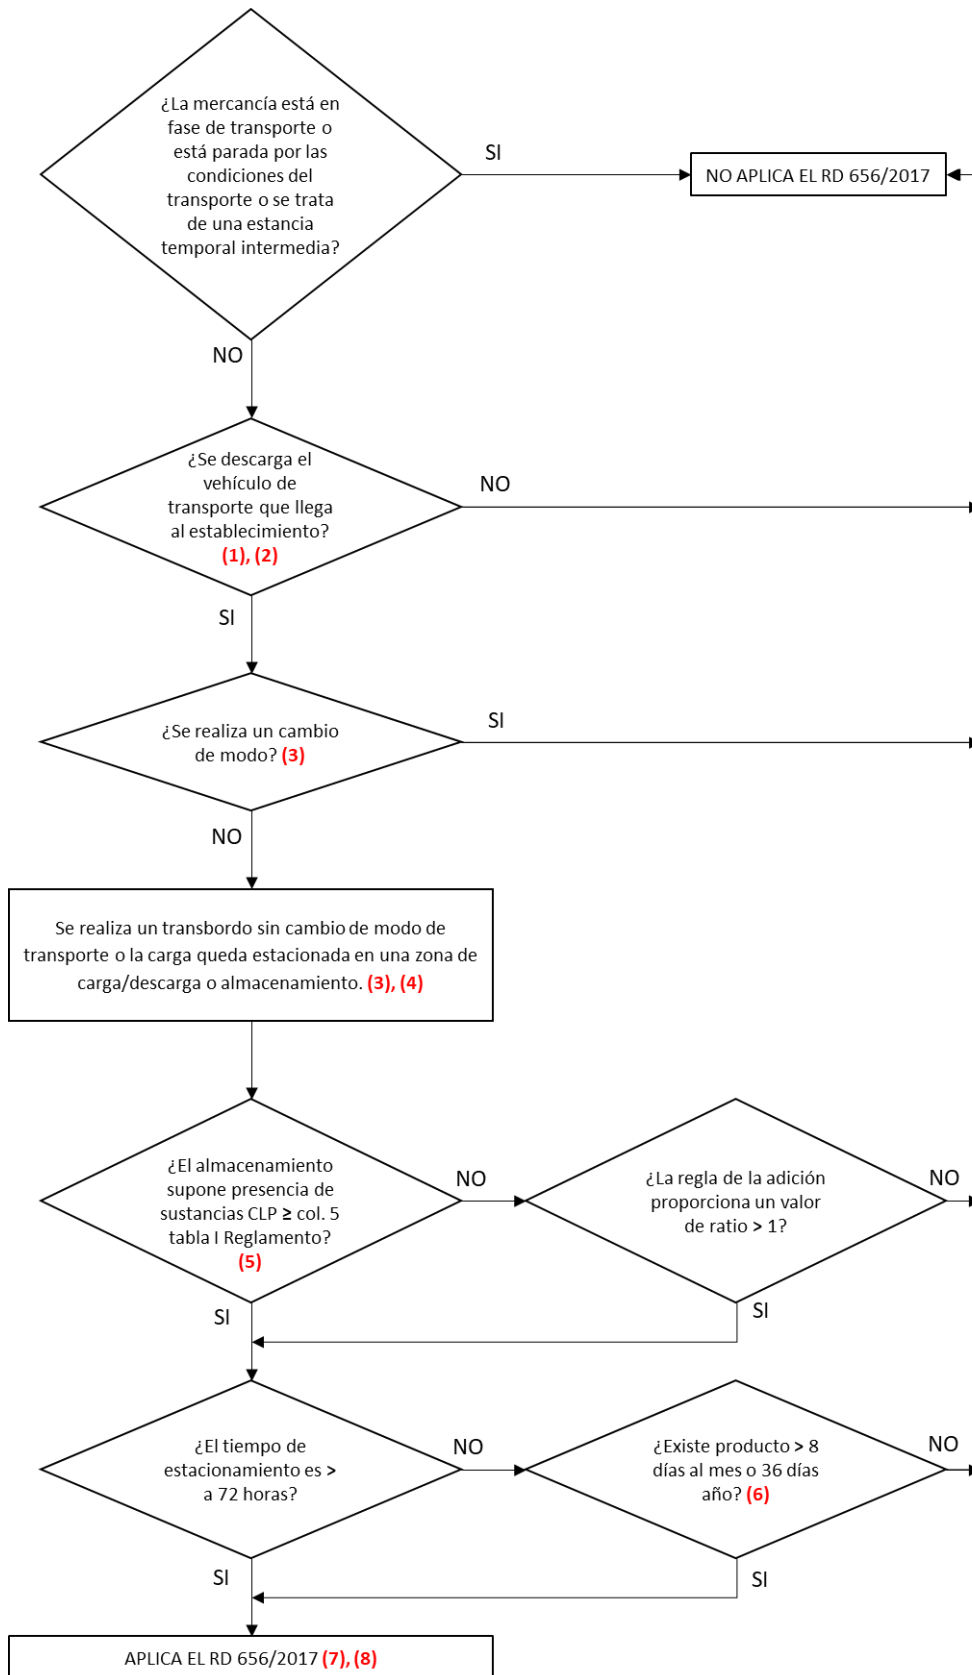 ¿La mercancía está en
fase de transporte o
está parada por las
condiciones del
transporte o se trata
de una estancia
temporal intermedia?
SI
NO APLICA EL RD 656/2017
NO
¿Se descarga el
vehículo de
transporte que llega
al establecimiento?
(1), (2)
NO
SI
¿Se realiza un cambio
de modo? (3)
SI
NO
Se realiza un transbordo sin cambio de modo de
transporte o la carga queda estacionada en una zona de
carga/descarga o almacenamiento. (3), (4)
¿El almacenamiento
supone presencia de
sustancias CLP ≥ col. 5
tabla I Reglamento?
(5)
NO
¿La regla de la adición
proporciona un valor
de ratio > 1?
NO
SI
SI
¿El tiempo de
estacionamiento es >
a 72 horas?
NO
¿Existe producto > 8
días al mes o 36 días
año? (6)
NO
SI
SI
APLICA EL RD 656/2017 (7), (8)